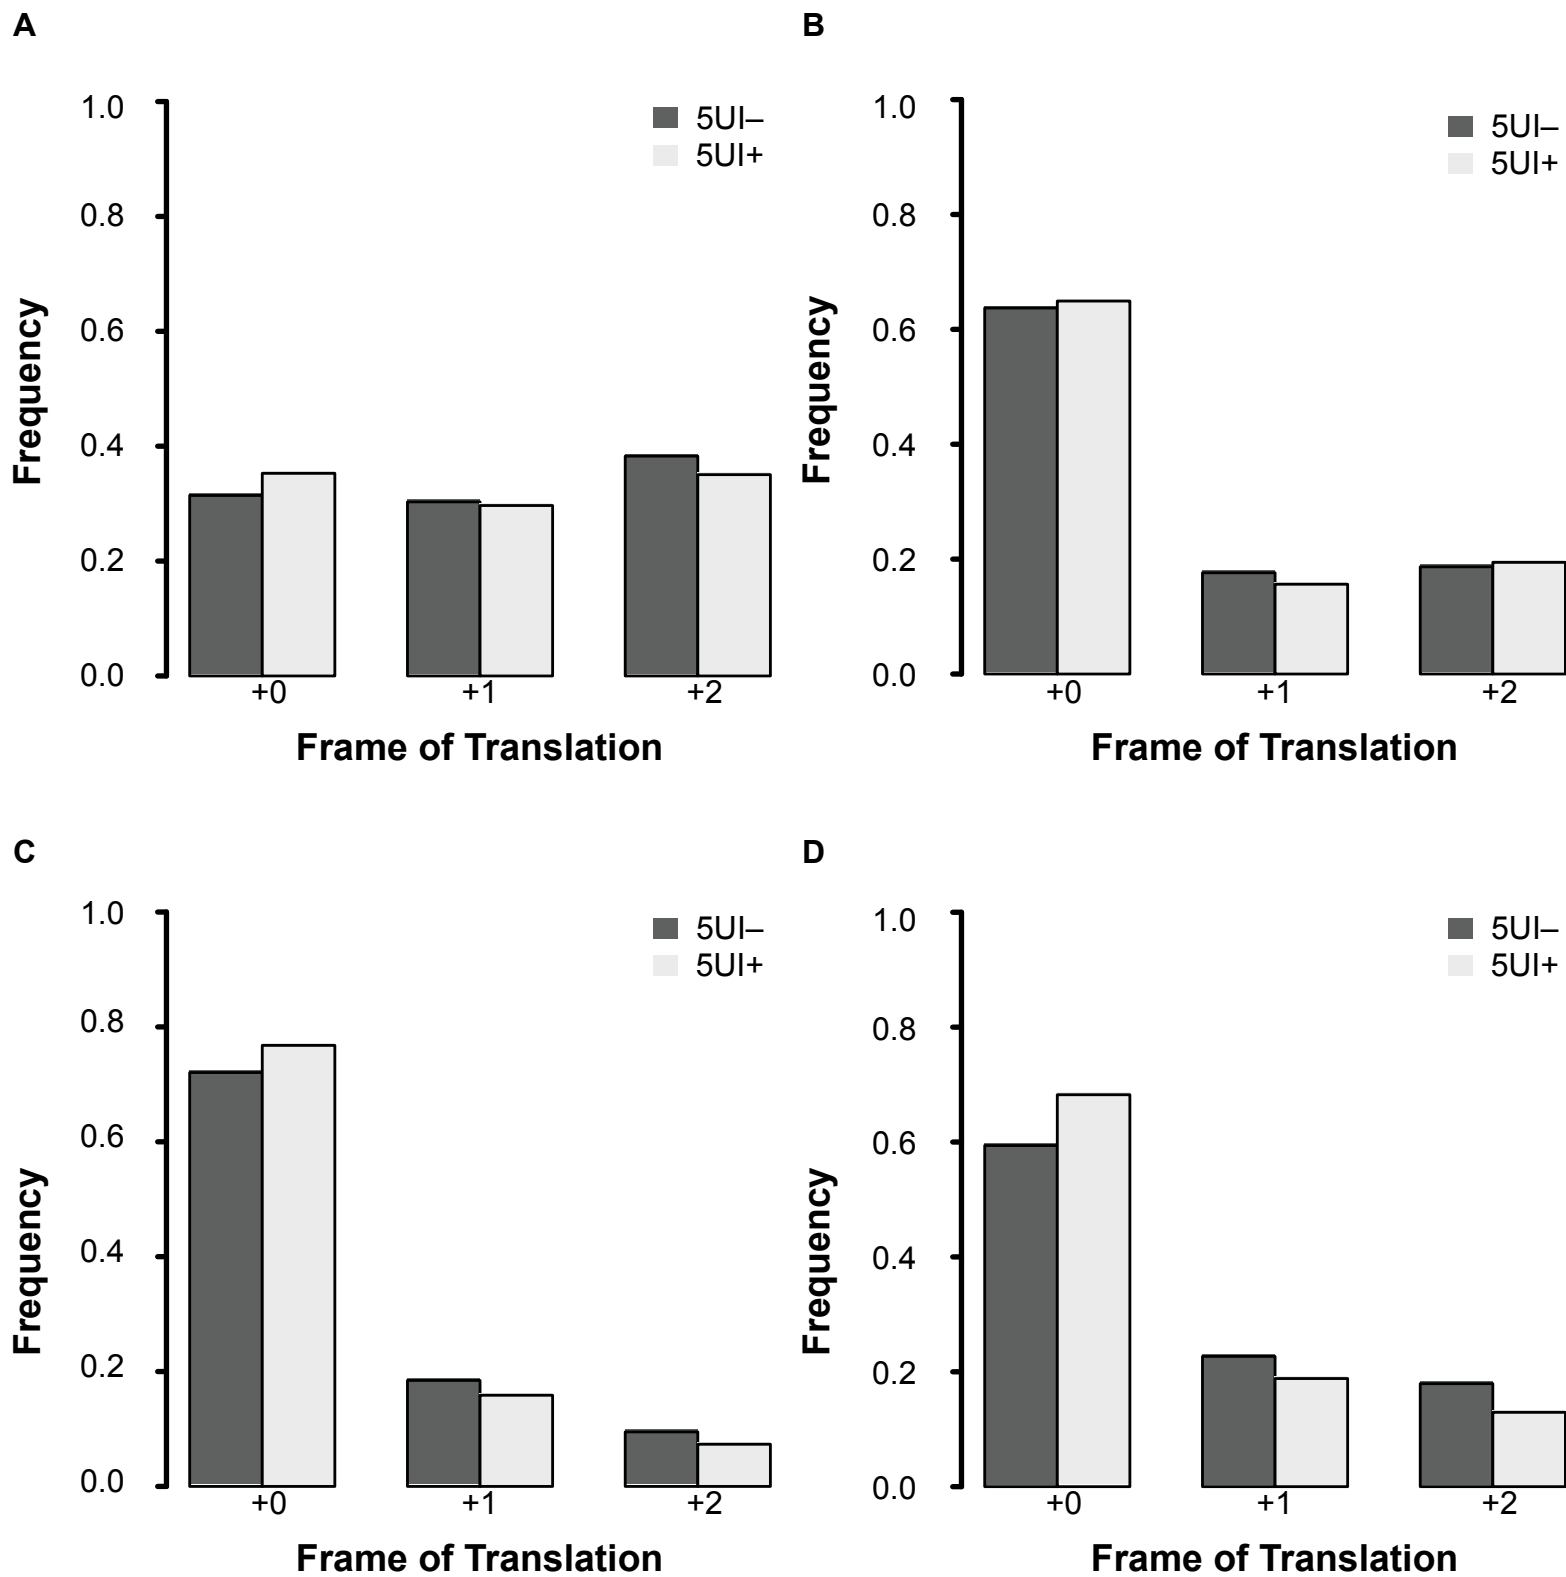 A
1.0
0.8
0.6
0.4
0.2
0.0
Frequency
5UI–
5UI+
+0 +1 +2
Frame of Translation
B
1.0
0.8
0.6
0.4
0.2
0.0
Frequency
5UI–
5UI+
+0 +1 +2
Frame of Translation
C
1.0
0.8
0.6
0.4
0.2
0.0
Frequency
5UI–
5UI+
+0 +1 +2
Frame of Translation
D
1.0
0.8
0.6
0.4
0.2
0.0
Frequency
5UI–
5UI+
+0 +1 +2
Frame of Translation